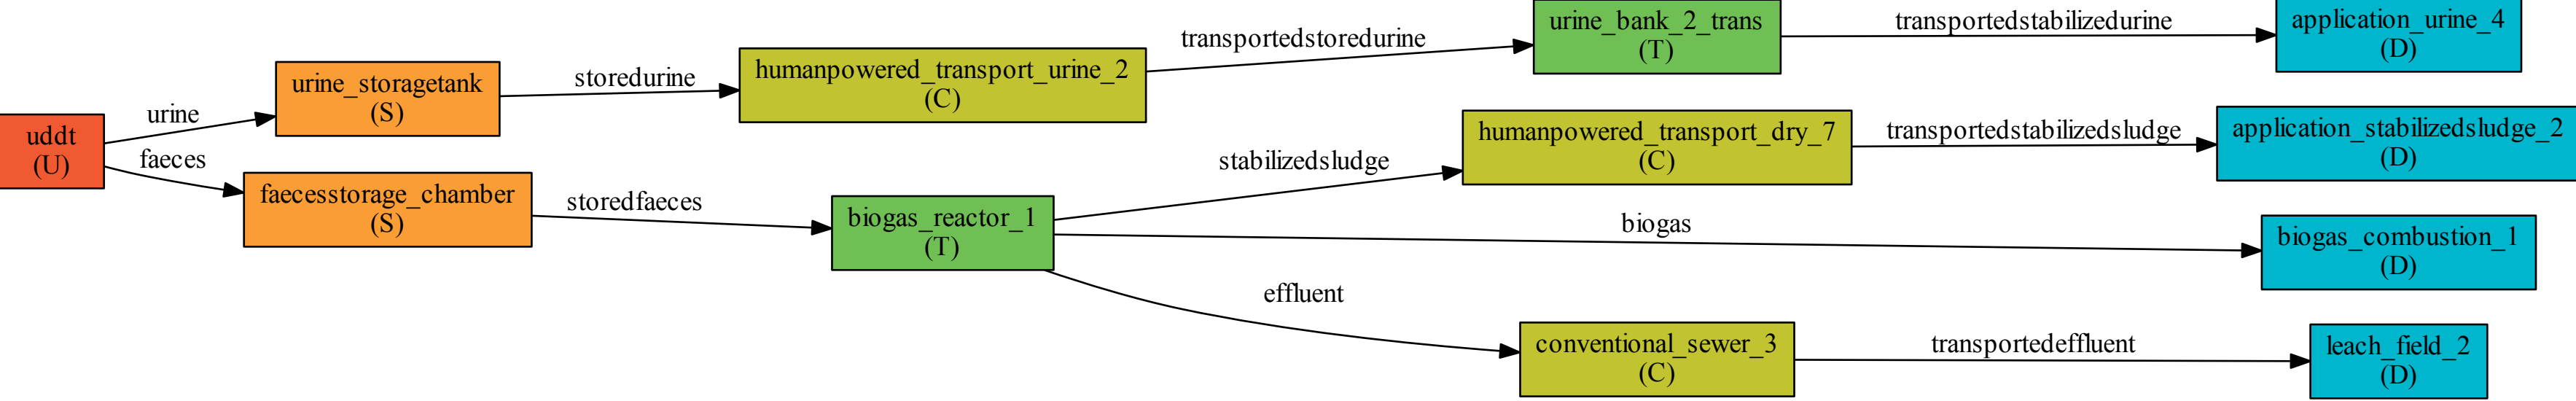 uddt
(U)
urine
faeces
urine_storagetank
(S)
faecesstorage_chamber
(S)
storedurine
storedfaeces
humanpowered_transport_urine_2
(C)
biogas_reactor_1
(T)
transportedstoredurine
stabilizedsludge
biogas
effluent
urine_bank_2_trans
(T)
humanpowered_transport_dry_7
(C)
conventional_sewer_3
(C)
transportedstabilizedurine
transportedstabilizedsludge
transportedeffluent
application_urine_4
(D)
application_stabilizedsludge_2
(D)
biogas_combustion_1
(D)
leach_field_2
(D)